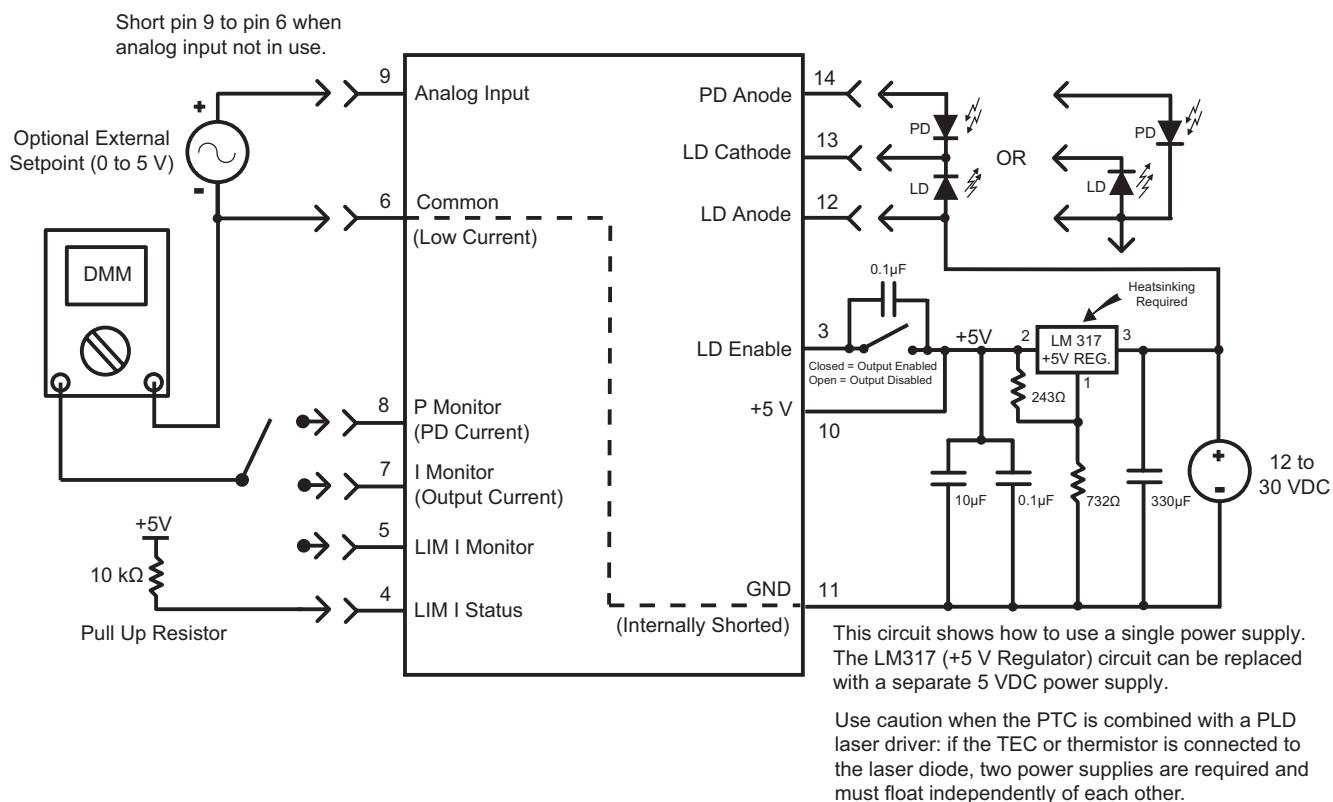 Short pin 9 to pin 6 when
analog input not in use.
9
Analog Input
+
Optional External
Setpoint (0 to 5 V)
-
6
Common
(Low Current)
DMM
8
P Monitor
(PD Current)
7
I Monitor
(Output Current)
+5V
5
LIM I Monitor
10 kΩ
4
LIM I Status
Pull Up Resistor
14
PD Anode
PD
13
LD Cathode
LD
12
LD Anode
OR
PD
LD
0.1µF
Heatsinking
Required
3
LD Enable
Closed = Output Enabled
Open = Output Disabled
+5V
2
LM 317
+5V REG.
3
1
+5 V
10
243Ω
10µF
0.1µF
732Ω
330µF
+
-
12 to
30 VDC
GND
11
(Internally Shorted)
This circuit shows how to use a single power supply.
The LM317 (+5 V Regulator) circuit can be replaced
with a separate 5 VDC power supply.
Use caution when the PTC is combined with a PLD
laser driver: if the TEC or thermistor is connected to
the laser diode, two power supplies are required and
must float independently of each other.